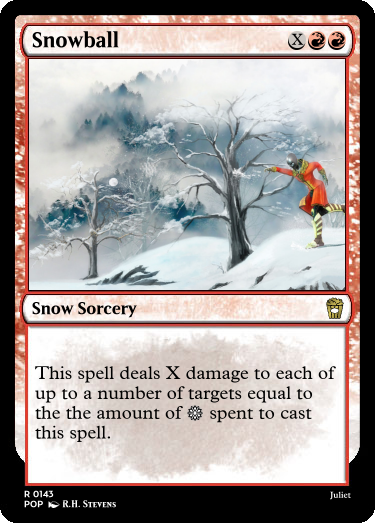 Snowball X
Snow Sorcery
This spell deals X damage to each of
up to a number of targets equal to
the the amount of spent to cast
this spell.
R 0143
POP R.H. Stevens
Juliet